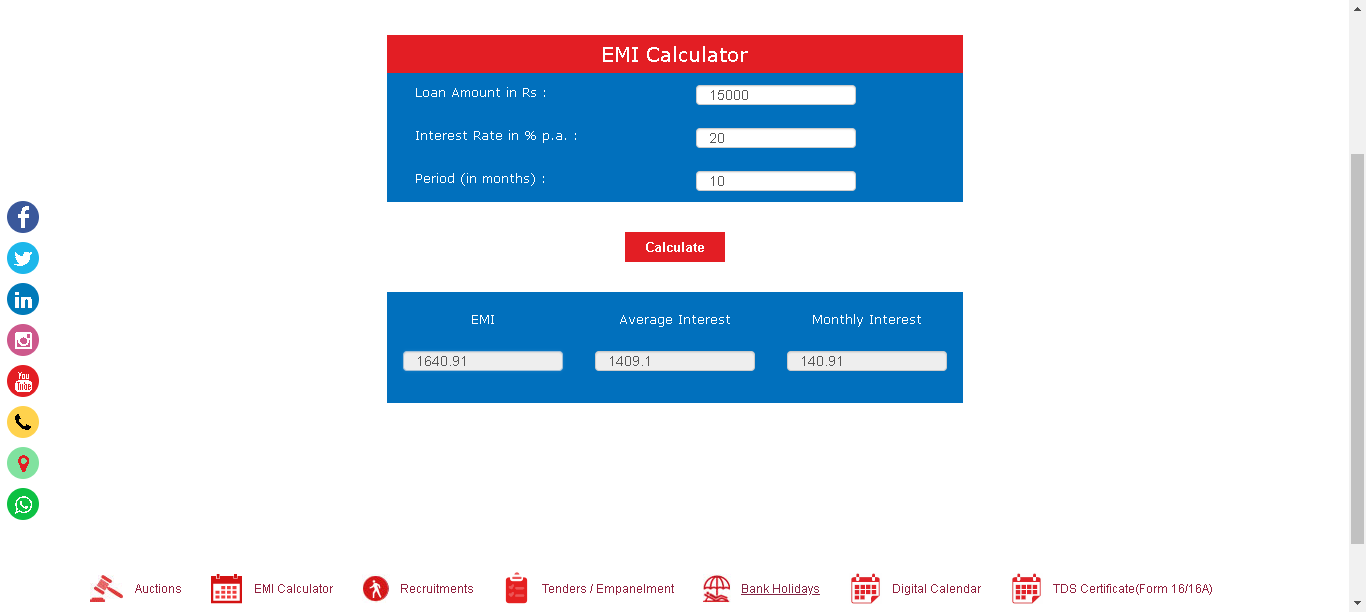 EMI Calculator
Loan Amount in Rs :
15000
Interest Rate in % p.a. :
20
Period (in months) :
10
Calculate
EMI Average Interest Monthly Interest
1640.91 1409.1 140.91
You
Tube
Auctions EMI Calculator Recruitments Tenders / Empanelment Bank Holidays Digital Calendar TDS Certificate(Form 16/16A)